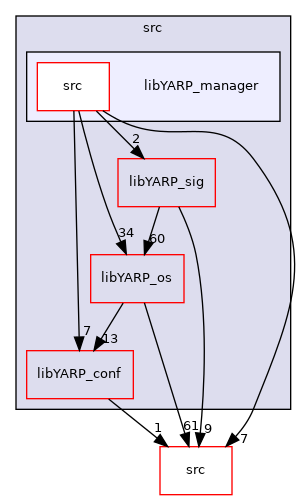 src
src
libYARP_manager
2
libYARP_sig
34
60
libYARP_os
7
13
libYARP_conf
1
61
9
7
src